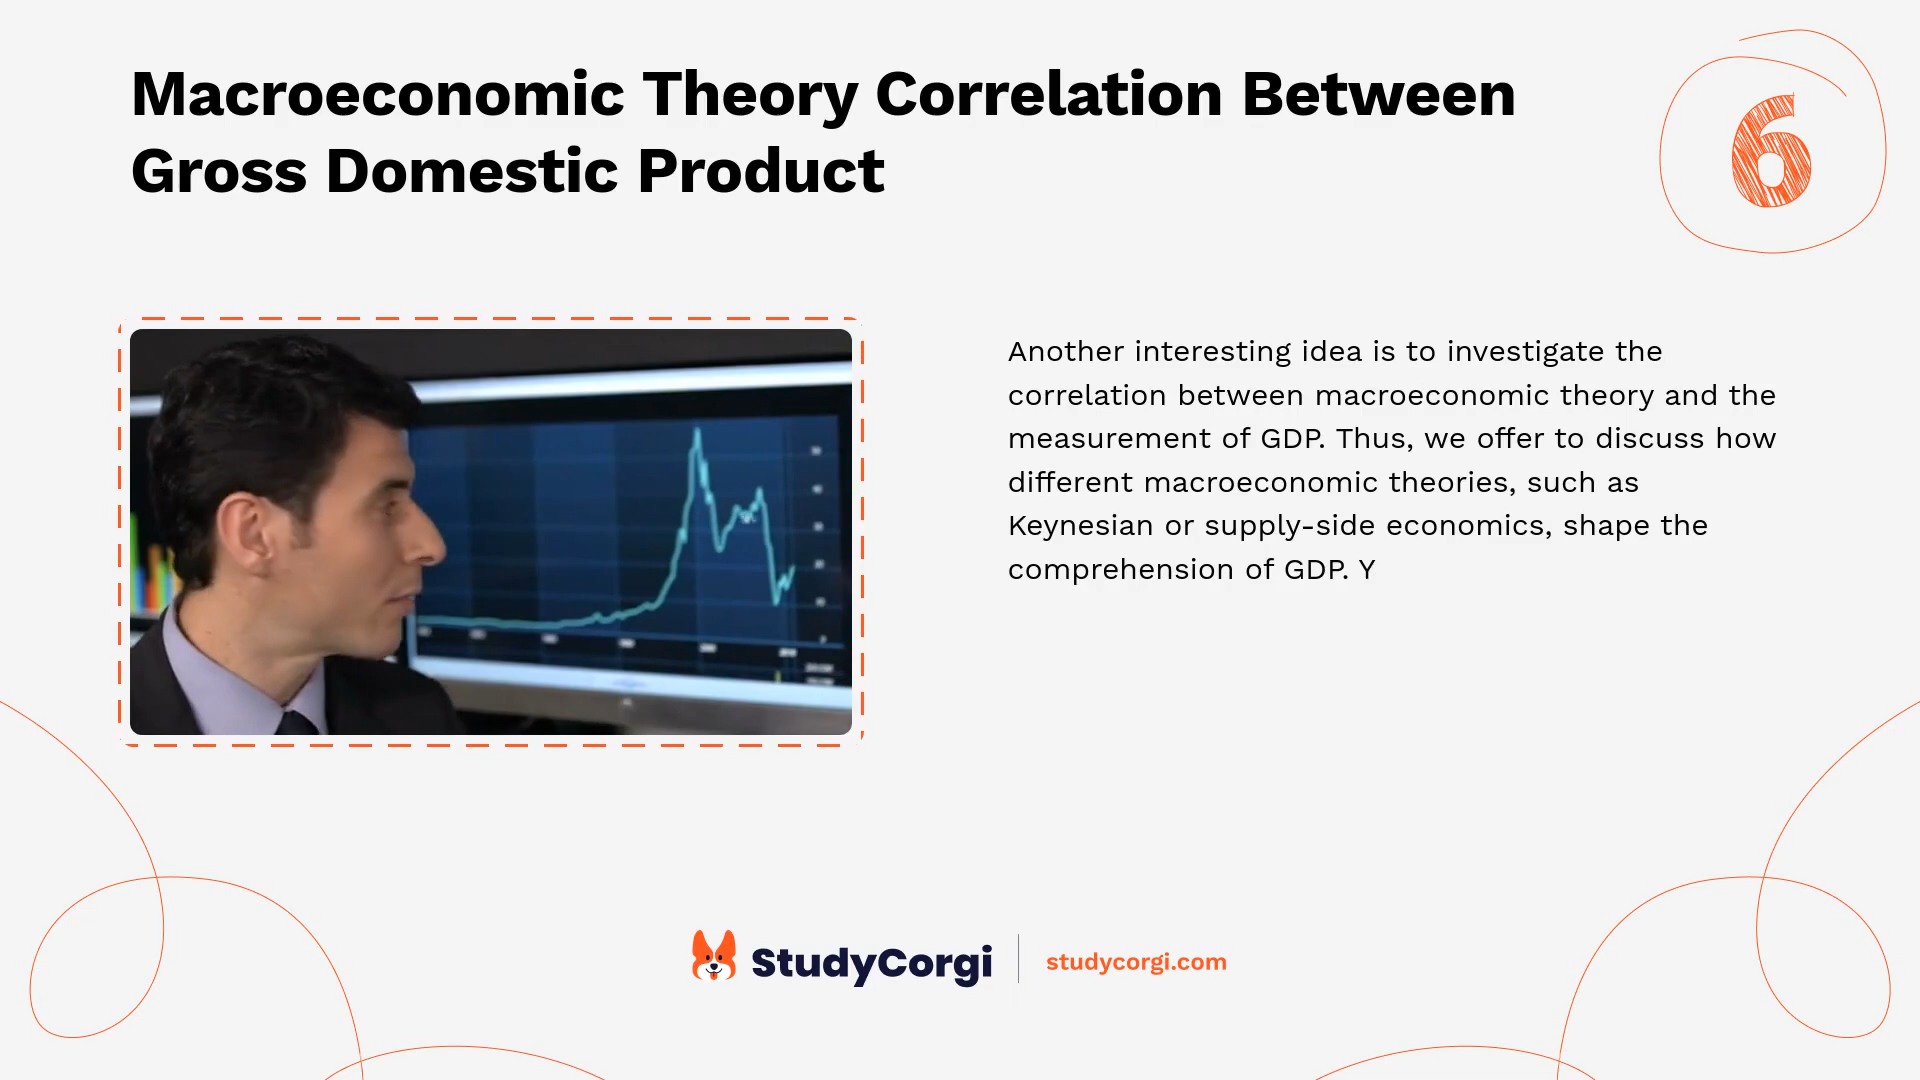 Macroeconomic Theory Correlation Between
Gross Domestic Product
6
Another interesting idea is to investigate the
correlation between macroeconomic theory and the
measurement of GDP. Thus, we offer to discuss how
different macroeconomic theories, such as
Keynesian or supply-side economics, shape the
comprehension of GDP. Y
StudyCorgi
studycorgi.com